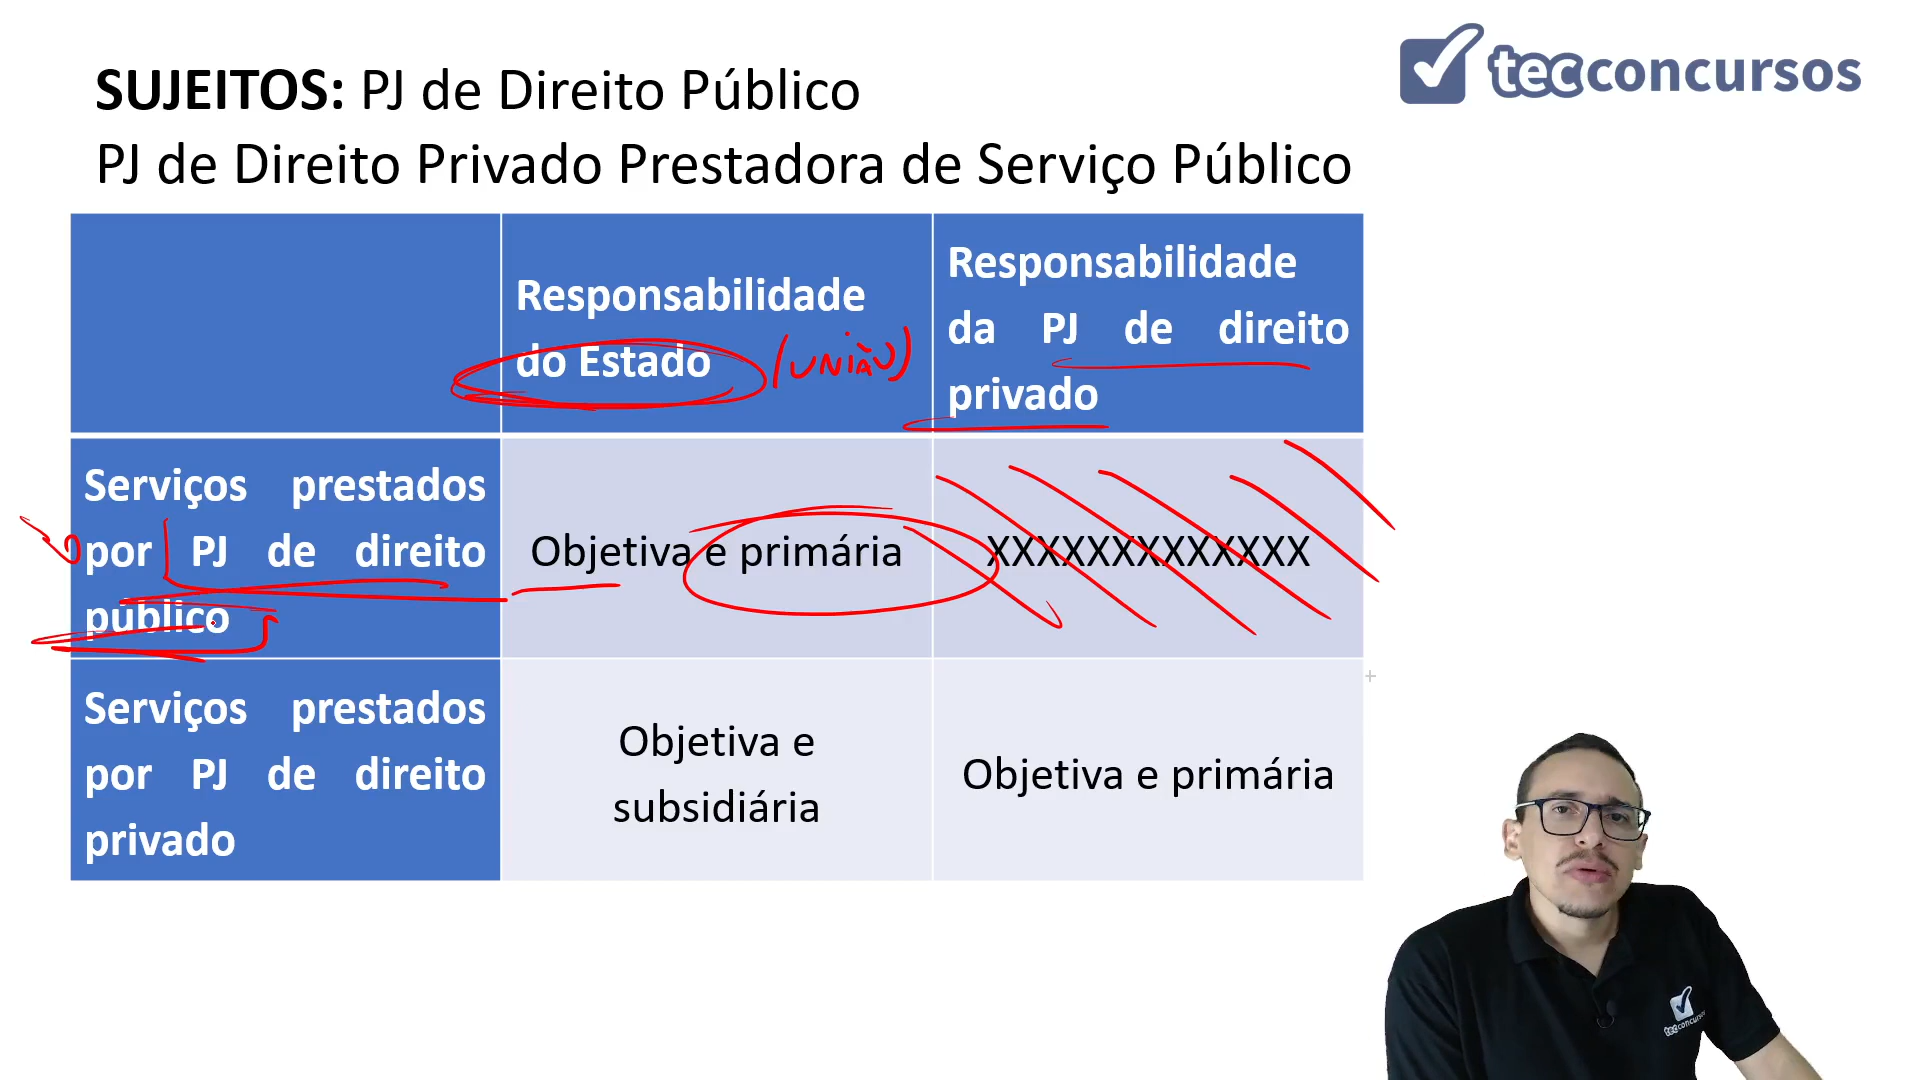 tecconcursos
SUJEITOS: PJ de Direito Público
PJ de Direito Privado Prestadora de Serviço Público
Responsabilidade
do Estado
(UNIÃO)
Responsabilidade
da PJ de direito
privado
Serviços prestados
por PJ de direito
público
Objetiva e primária
XXXXXXXXXXXXX
Serviços prestados
por PJ de direito
privado
Objetiva e
subsidiária
Objetiva e primária
tecconcursos